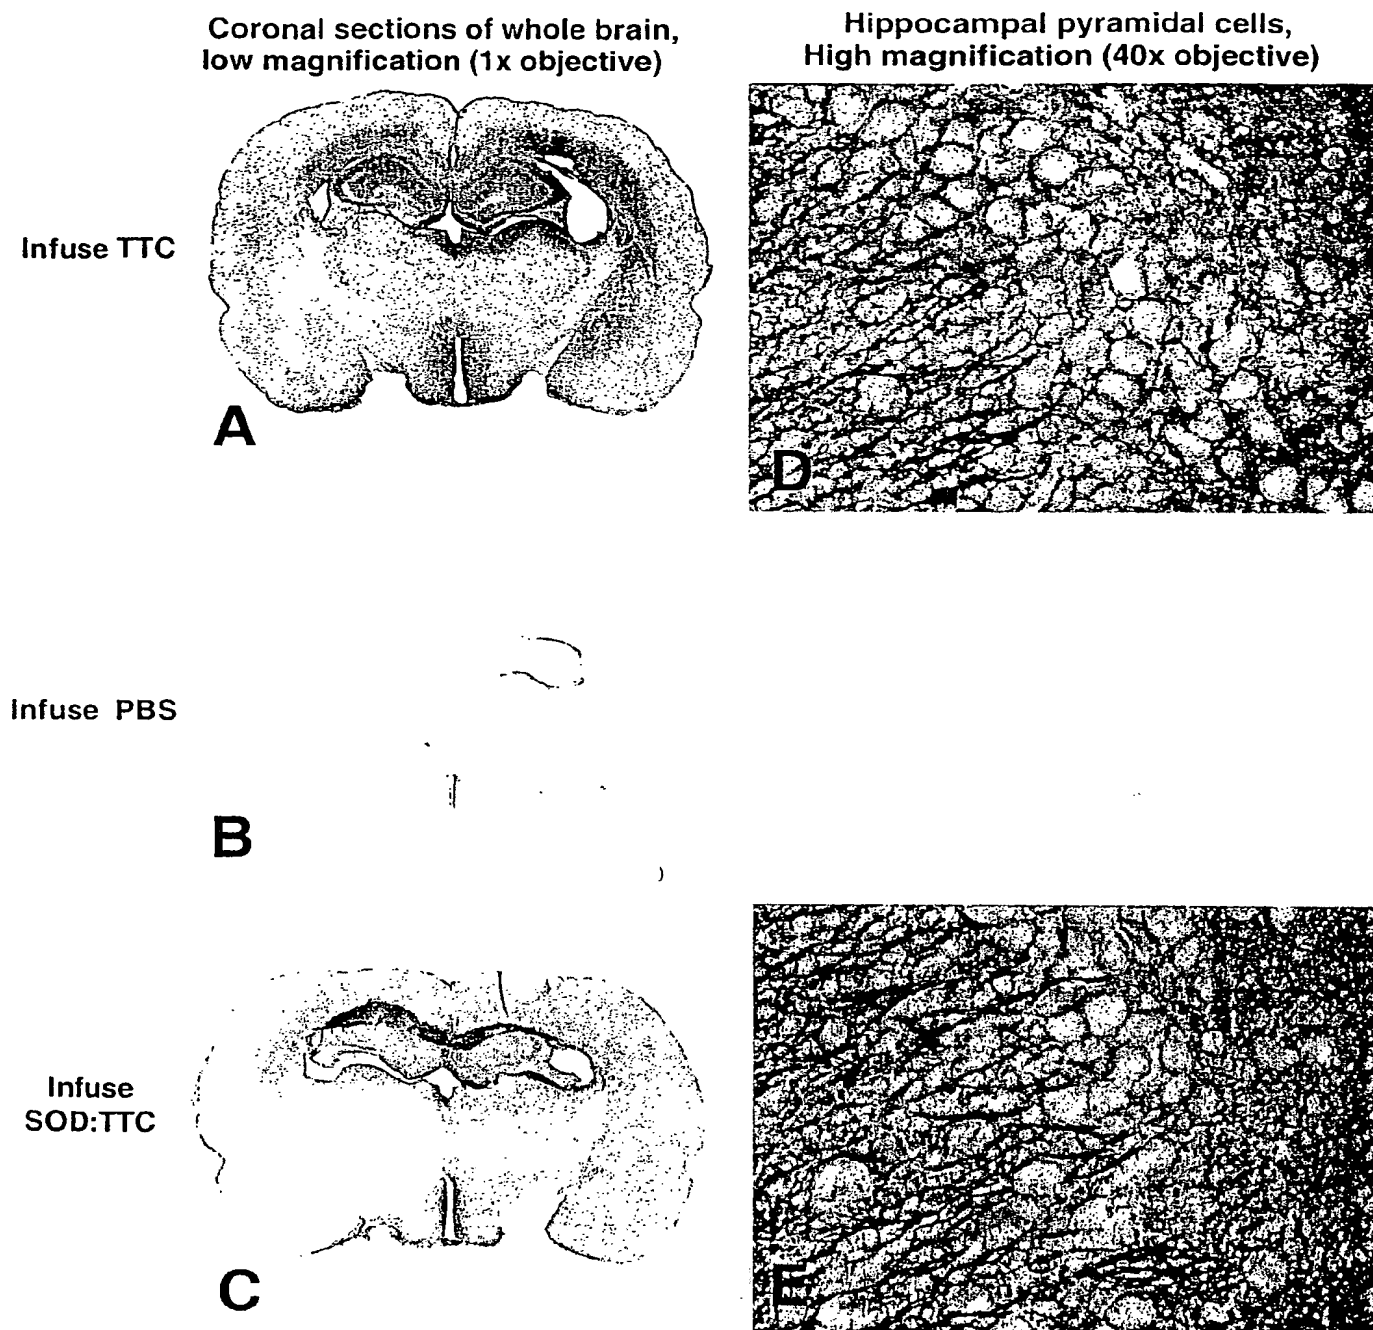 Coronal sections of whole brain,
low magnification (1x objective)
Hippocampal pyramidal cells,
High magnification (40x objective)
Infuse TTC
A
D
Infuse PBS
B
Infuse
SOD:TTC
C
E